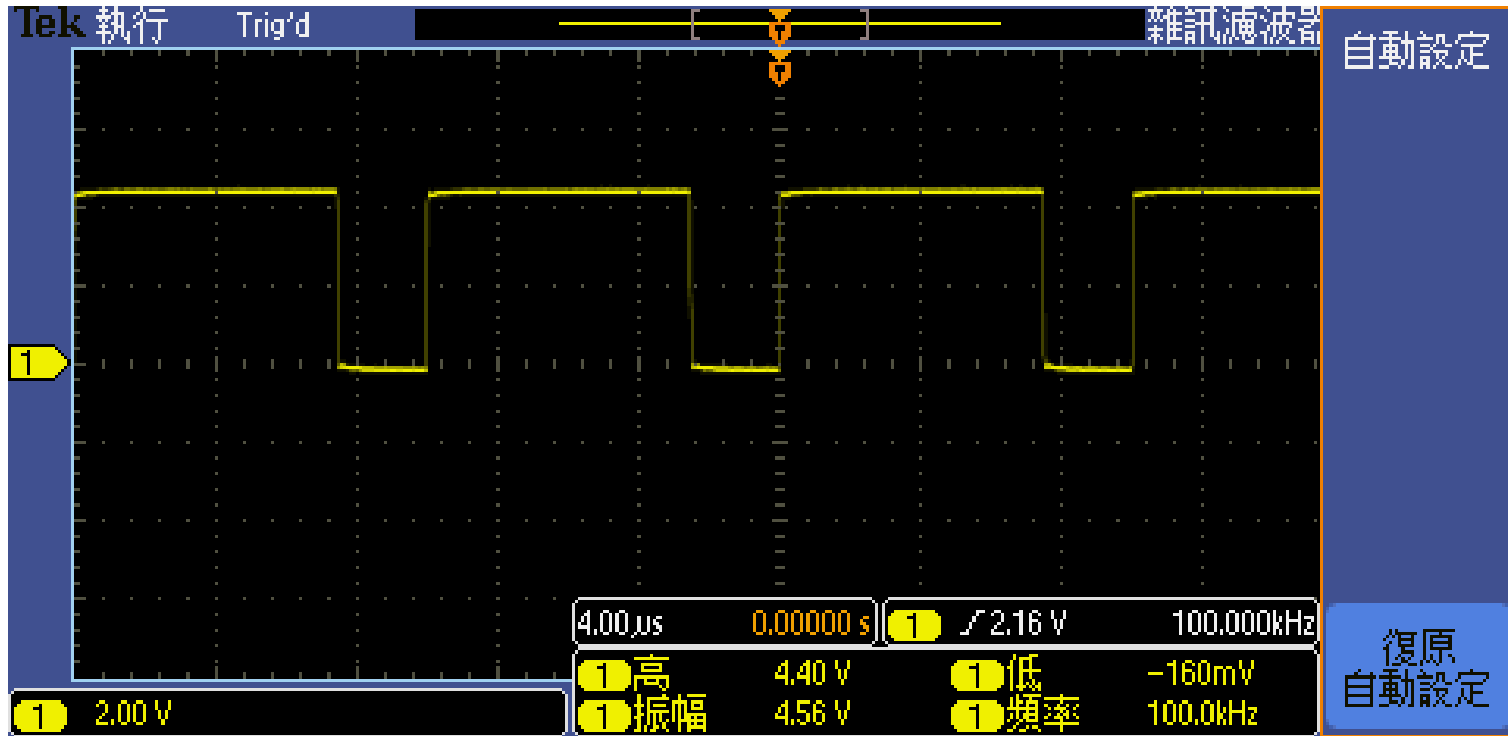 Tek 執行 Trig'd 雜訊濾波器
T
T
自動設定
1
4.00µs 0.00000 s 1 2.16 V 100.000kHz
1 高 4.40 V 1 低 -160mV
1 振幅 4.56 V 1 頻率 100.0kHz
1 2.00 V
復原
自動設定